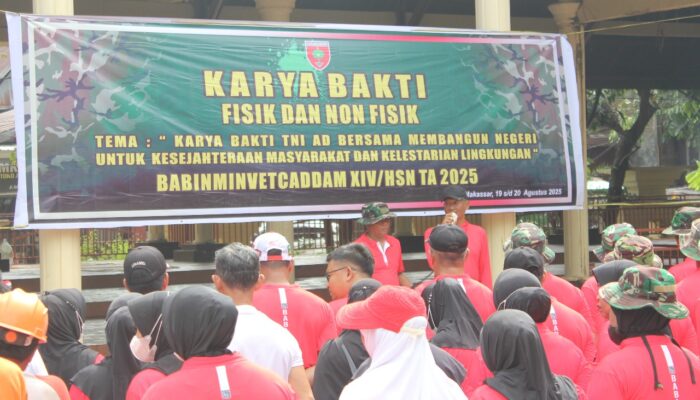 KARYA BAKTI
FISIK DAN NON FISIK
TEMA : " KARYA BAKTI TNI AD BERSAMA MEMBANGUN NEGERI
UNTUK KESEJAHTERAAN MASYARAKAT DAN KELESTARIAN LINGKUNGAN"
BABINMINVETCADDAM XIV/HSN TA 2025
Makassar, 19 s/d 20 Agustus 2025